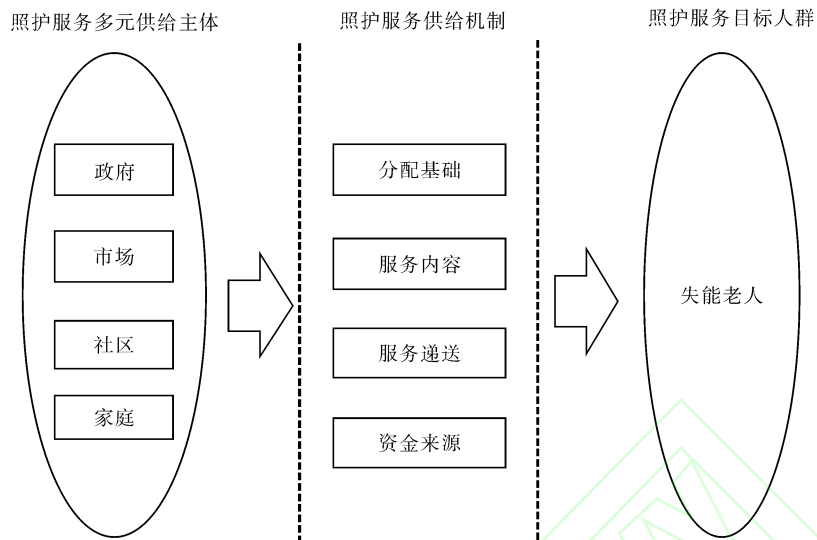 照护服务多元供给主体
照护服务供给机制
照护服务目标人群
政府
市场
社区
家庭
分配基础
服务内容
服务递送
资金来源
失能老人